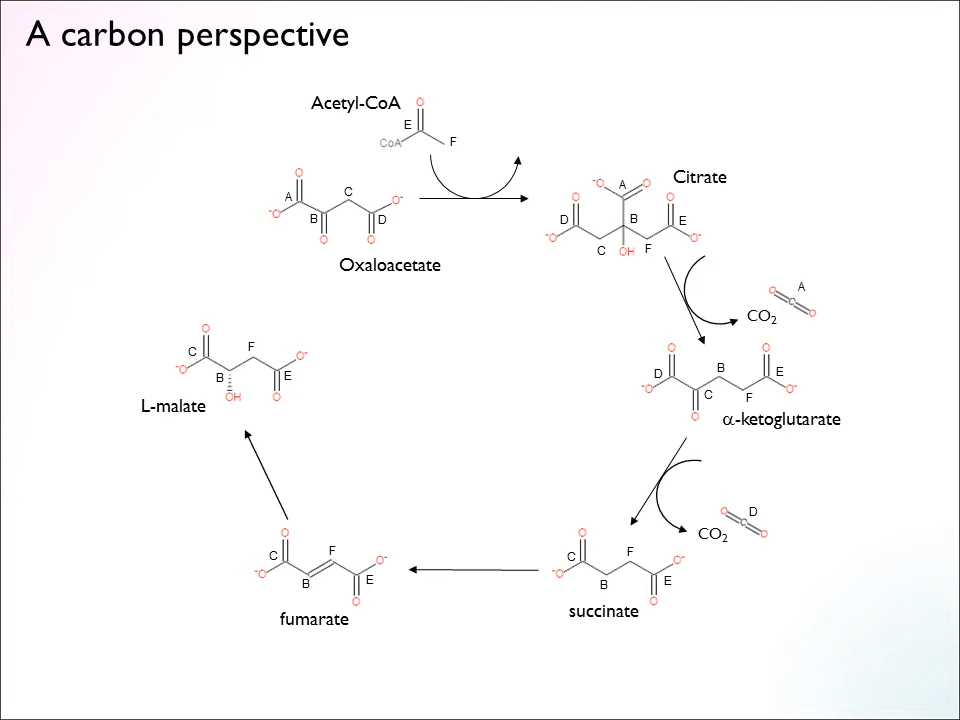 A carbon perspective
Acetyl-CoA
O
E
CoA
F
O
A
⁻O
C
O⁻
B
D
O
O
Oxaloacetate
Citrate
⁻O
A
O
O
O
D
B
E
⁻O
O⁻
C
OH
F
A
O
C
O
CO₂
O
O
D
B
E
⁻O
C
F
O⁻
O
α-ketoglutarate
O
C
F
O⁻
⁻O
B
E
OH
O
L-malate
D
O
C
O
CO₂
O
C
F
O⁻
⁻O
B
E
O
succinate
O
C
F
O⁻
⁻O
B
E
O
fumarate